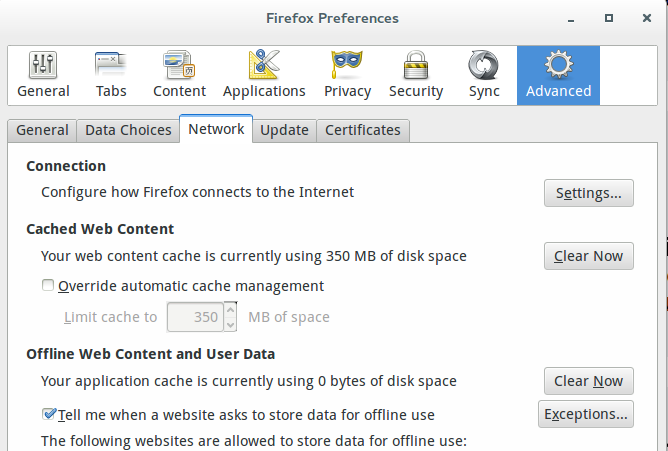 Firefox Preferences
General Tabs Content Applications Privacy Security Sync Advanced
General Data Choices Network Update Certificates
Connection
Configure how Firefox connects to the Internet Settings...
Cached Web Content
Your web content cache is currently using 350 MB of disk space Clear Now
Override automatic cache management
Limit cache to 350 MB of space
Offline Web Content and User Data
Your application cache is currently using 0 bytes of disk space Clear Now
Tell me when a website asks to store data for offline use Exceptions...
The following websites are allowed to store data for offline use: